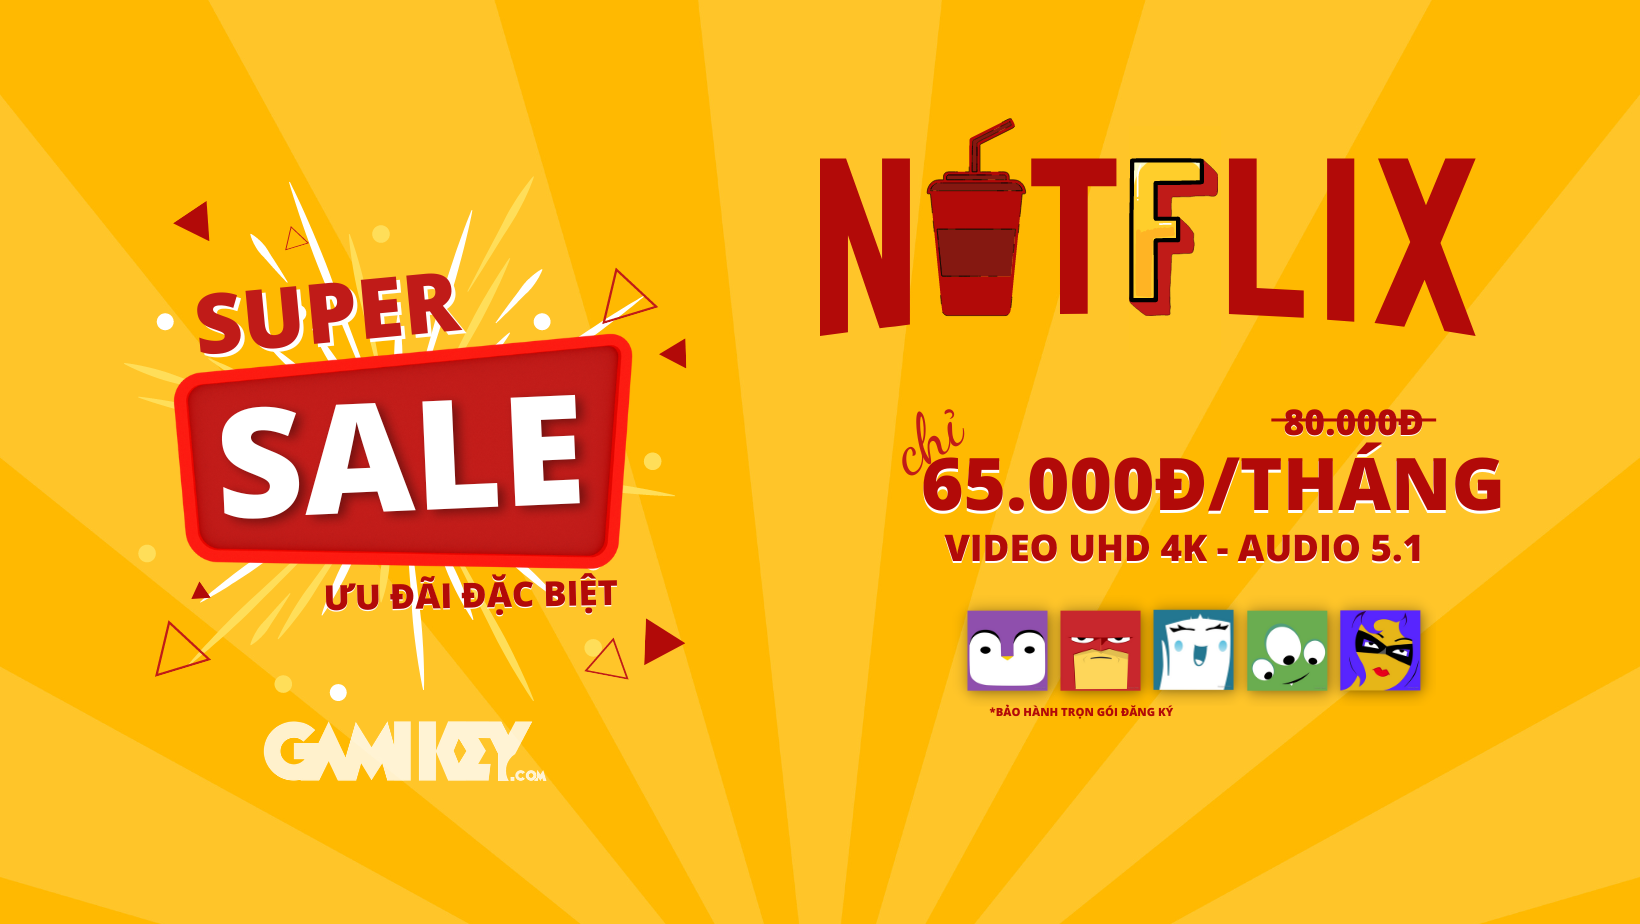 SUPER
SALE
ƯU ĐÃI ĐẶC BIỆT
GAMIKEY.COM
NETFLIX
chỉ
80.000Đ
65.000Đ/THÁNG
VIDEO UHD 4K - AUDIO 5.1
*BẢO HÀNH TRỌN GÓI ĐĂNG KÝ